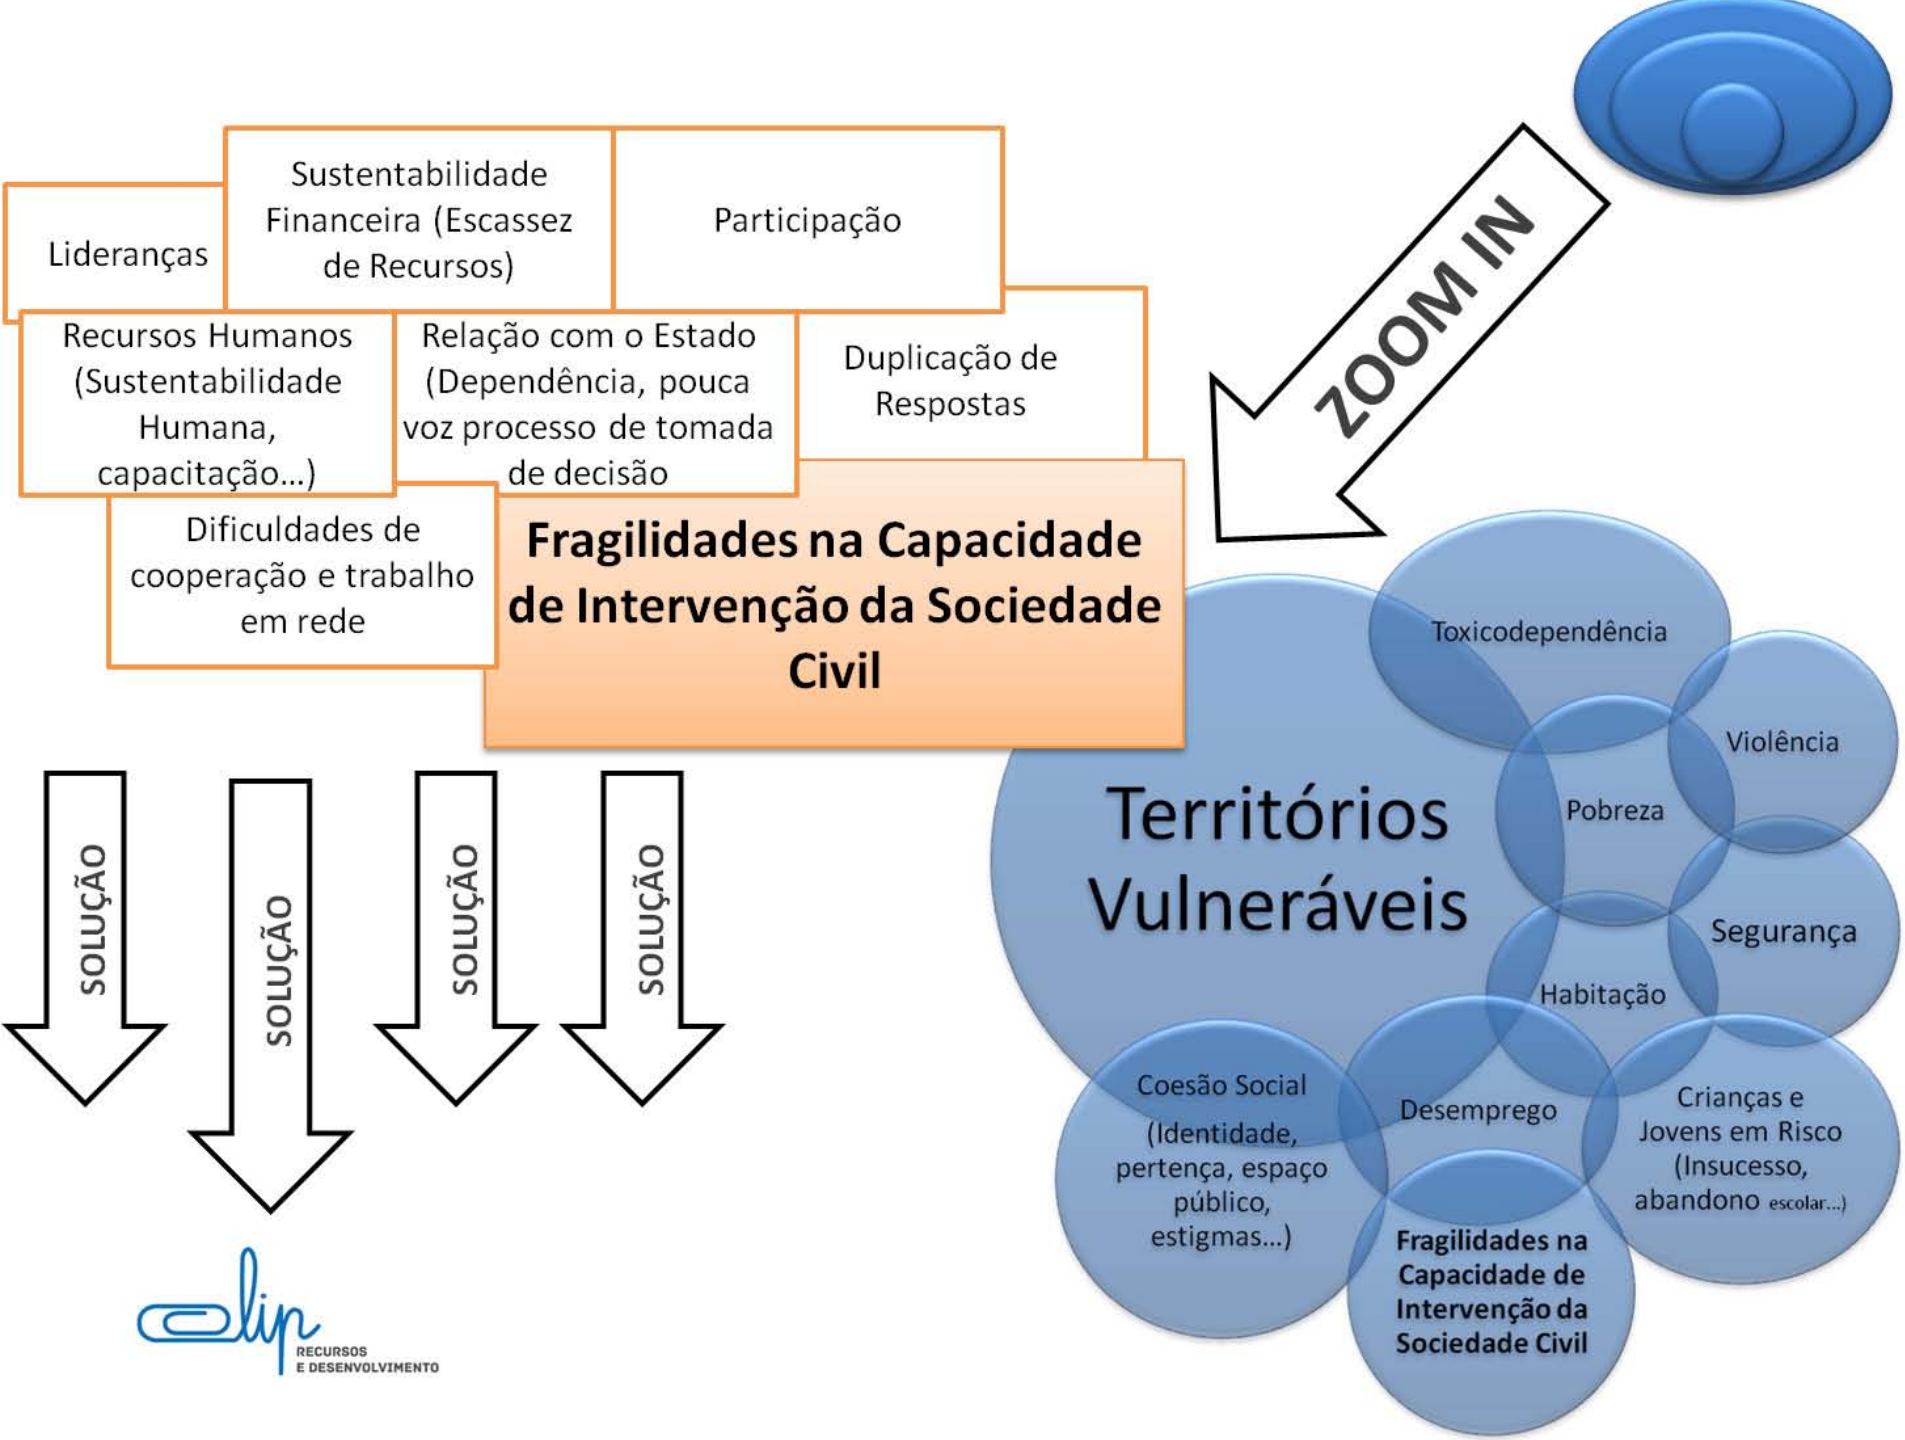 Lideranças
Sustentabilidade
Financeira (Escassez
de Recursos)
Participação
Recursos Humanos
(Sustentabilidade
Humana,
capacitação...)
Relação com o Estado
(Dependência, pouca
voz processo de tomada
de decisão
Duplicação de
Respostas
Dificuldades de
cooperação e trabalho
em rede
Fragilidades na Capacidade
de Intervenção da Sociedade
Civil
ZOOM IN
Territórios
Vulneráveis
Toxicodependência
Violência
Pobreza
Segurança
Habitação
Crianças e
Jovens em Risco
(Insucesso,
abandono escolar...)
Desemprego
Coesão Social
(Identidade,
pertença, espaço
público,
estigmas...)
Fragilidades na
Capacidade de
Intervenção da
Sociedade Civil
SOLUÇÃO
SOLUÇÃO
SOLUÇÃO
SOLUÇÃO
clip
RECURSOS
E DESENVOLVIMENTO